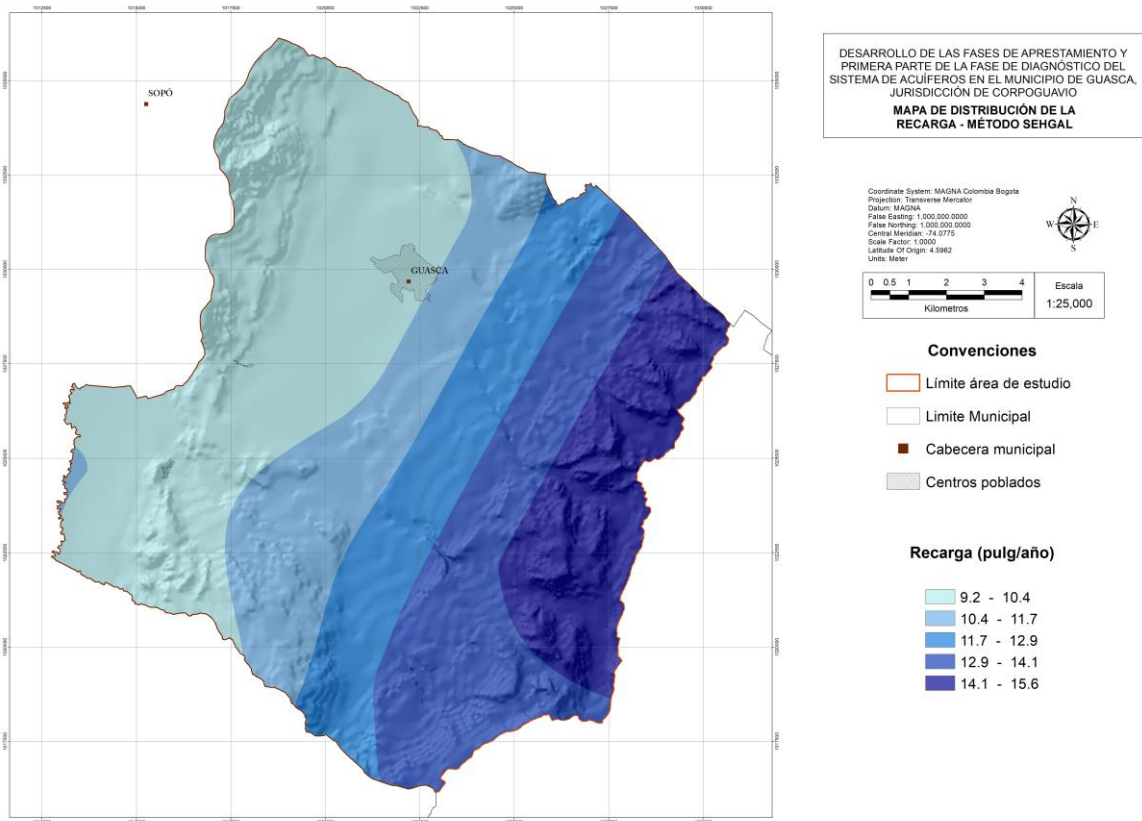 SOPÓ
GUASCA
DESARROLLO DE LAS FASES DE APRESTAMIENTO Y
PRIMERA PARTE DE LA FASE DE DIAGNÓSTICO DEL
SISTEMA DE ACUÍFEROS EN EL MUNICIPIO DE GUASCA,
JURISDICCIÓN DE CORPOGUAVIO
MAPA DE DISTRIBUCIÓN DE LA
RECARGA - MÉTODO SEHGAL
Coordinate System: MAGNA Colombia Bogota
Projection: Transverse Mercator
Datum: MAGNA
False Easting: 1,000,000.0000
False Northing: 1,000,000.0000
Central Meridian: -74.0775
Scale Factor: 1.0000
Latitude Of Origin: 4.5962
Units: Meter
N
W E
S
0 0.5 1 2 3 4
Kilometros
Escala
1:25,000
Convenciones
Límite área de estudio
Limite Municipal
Cabecera municipal
Centros poblados
Recarga (pulg/año)
9.2 - 10.4
10.4 - 11.7
11.7 - 12.9
12.9 - 14.1
14.1 - 15.6